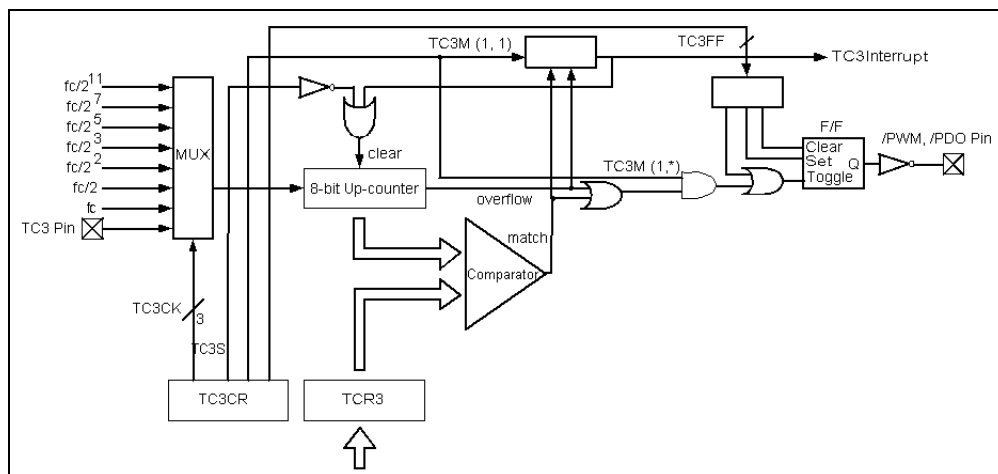 TC3M (1, 1)
TC3FF
TC3Interrupt
fc/2^11
fc/2^7
fc/2^5
fc/2^3
fc/2^2
fc/2
fc
TC3 Pin
MUX
clear
8-bit Up-counter
overflow
match
Comparator
TC3M (1,*)
F/F
Clear
Set
Q
Toggle
/PWM, /PDO Pin
TC3CK
3
TC3S
TC3CR
TCR3